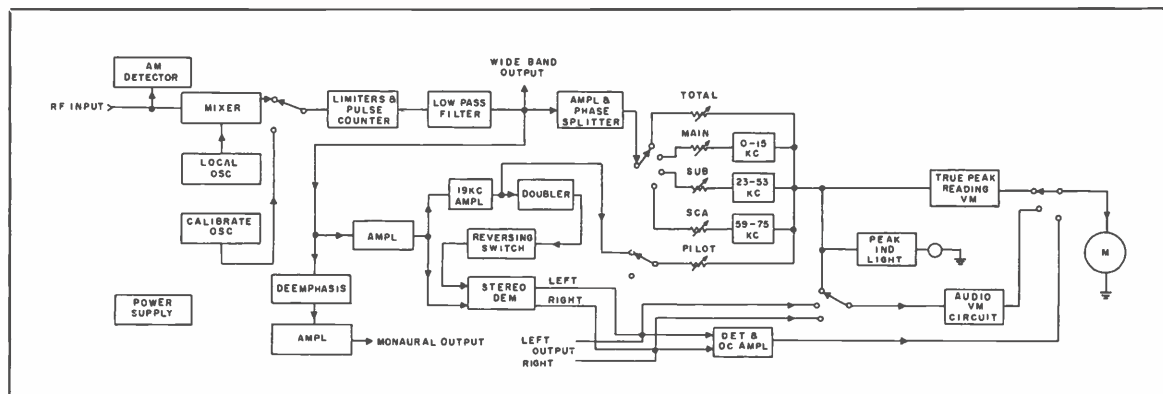 WIDE BAND
OUTPUT
AM
DETECTOR
RF INPUT
MIXER
LIMITERS &
PULSE
COUNTER
LOW PASS
FILTER
AMPL &
PHASE
SPLITTER
TOTAL
MAIN
0-15
KC
SUB
23-53
KC
SCA
59-75
KC
PILOT
LOCAL
OSC
CALIBRATE
OSC
19KC
AMPL
DOUBLER
AMPL
REVERSING
SWITCH
TRUE PEAK
READING
VM
PEAK
IND
LIGHT
M
DEEMPHASIS
STEREO
DEM
LEFT
RIGHT
AUDIO
VM
CIRCUIT
POWER
SUPPLY
AMPL
MONAURAL OUTPUT
LEFT
OUTPUT
RIGHT
DET &
DC AMPL